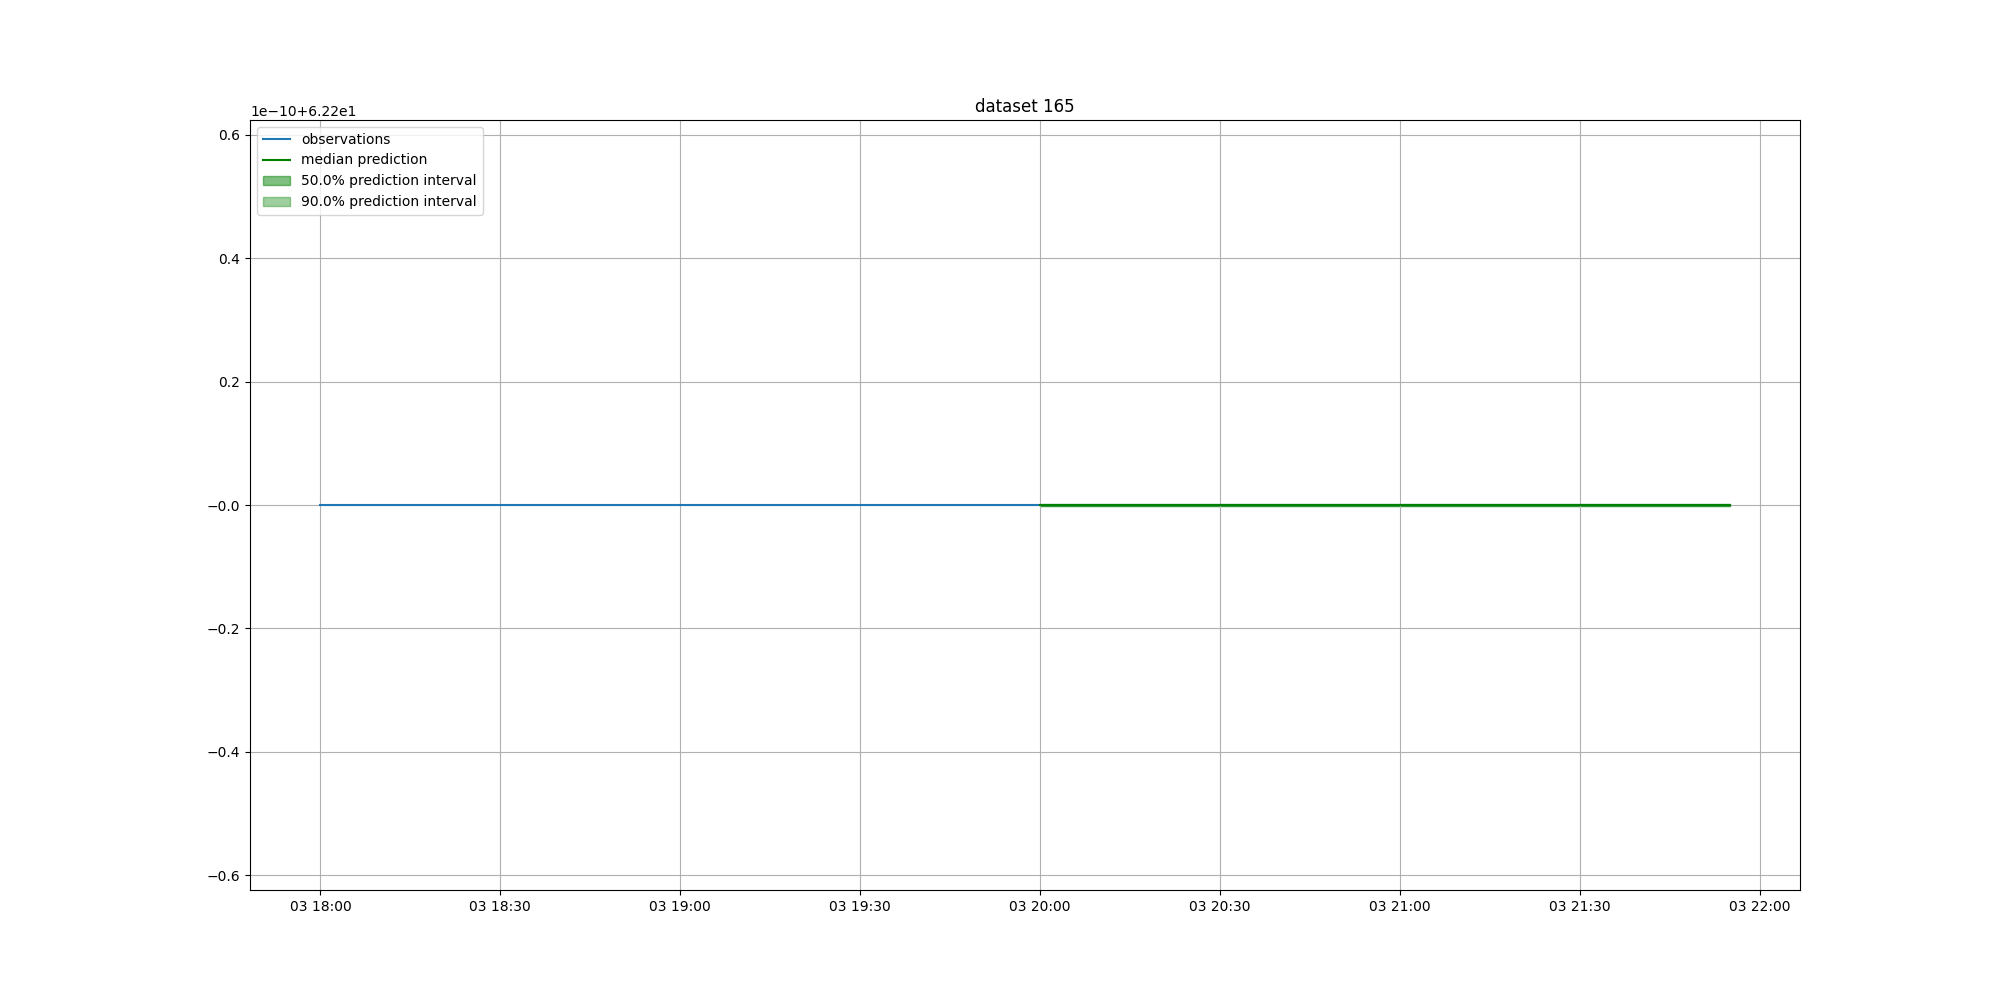 dataset 165
1e−10+6.22e1
observations
median prediction
50.0% prediction interval
90.0% prediction interval
0.6
0.4
0.2
−0.0
−0.2
−0.4
−0.6
03 18:00
03 18:30
03 19:00
03 19:30
03 20:00
03 20:30
03 21:00
03 21:30
03 22:00